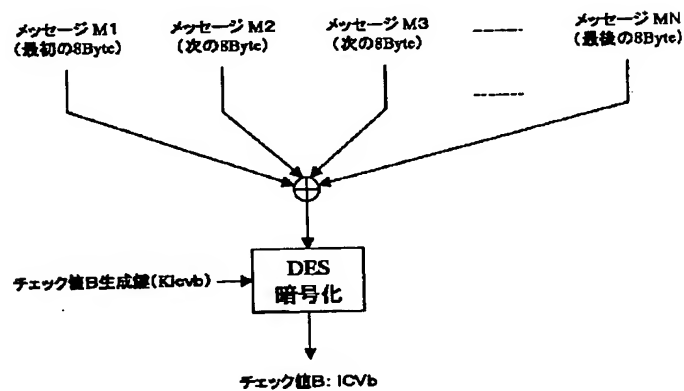 メッセージ M1
(最初の8Byte)
メッセージ M2
(次の8Byte)
メッセージ M3
(次の8Byte)
メッセージ MN
(最後の8Byte)
DES
暗号化
チェック値B生成鍵(Kicvb)
チェック値B: ICVb